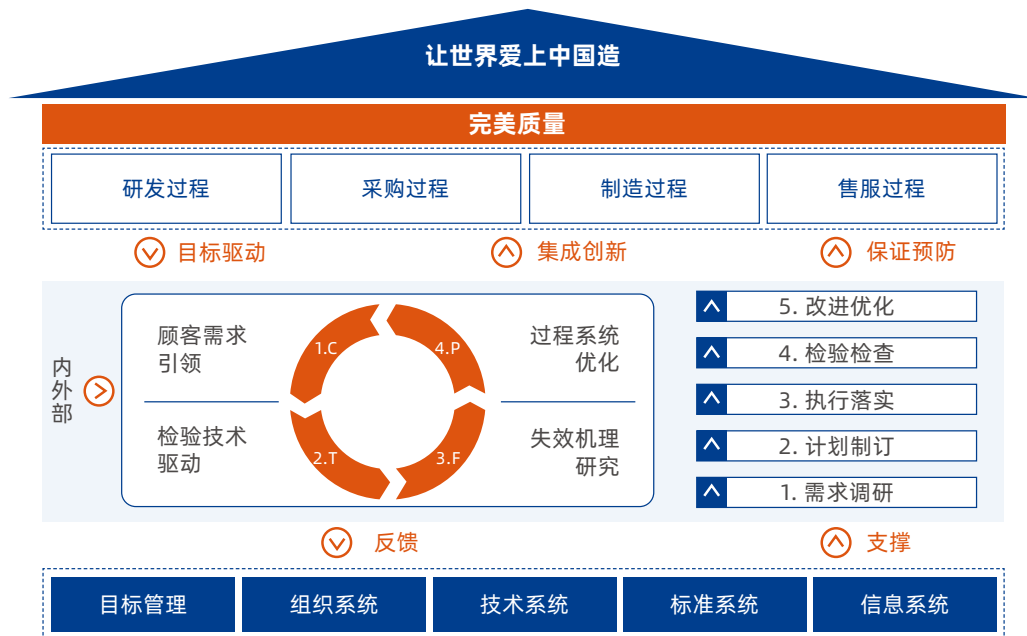 让世界爱上中国造
完美质量
研发过程
采购过程
制造过程
售服过程
目标驱动
集成创新
保证预防
内
外
部
顾客需求
引领
检验技术
驱动
1.C
4.P
2.T
3.F
过程系统
优化
失效机理
研究
5. 改进优化
4. 检验检查
3. 执行落实
2. 计划制订
1. 需求调研
反馈
支撑
目标管理
组织系统
技术系统
标准系统
信息系统